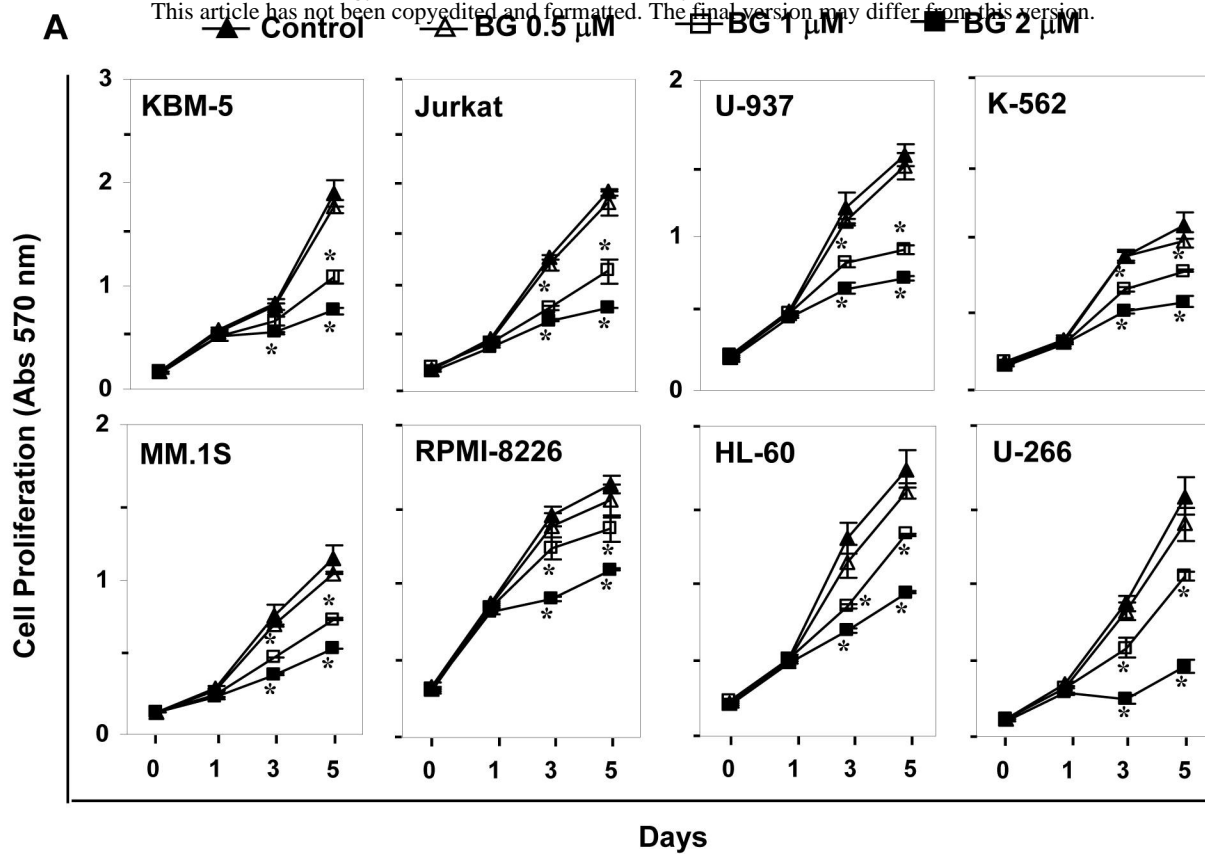 This article has not been copyedited and formatted. The final version may differ from this version.
A Control BG 0.5 μM BG 1 μM BG 2 μM
3 KBM-5 Jurkat 2 U-937 K-562
2
1 1
0 0
Cell Proliferation (Abs 570 nm)
* * * * * * * * * * * * * * *
2 MM.1S RPMI-8226 HL-60 U-266
1
0
* * * * * * * * * * * * * * * *
0 1 3 5 0 1 3 5 0 1 3 5 0 1 3 5
Days